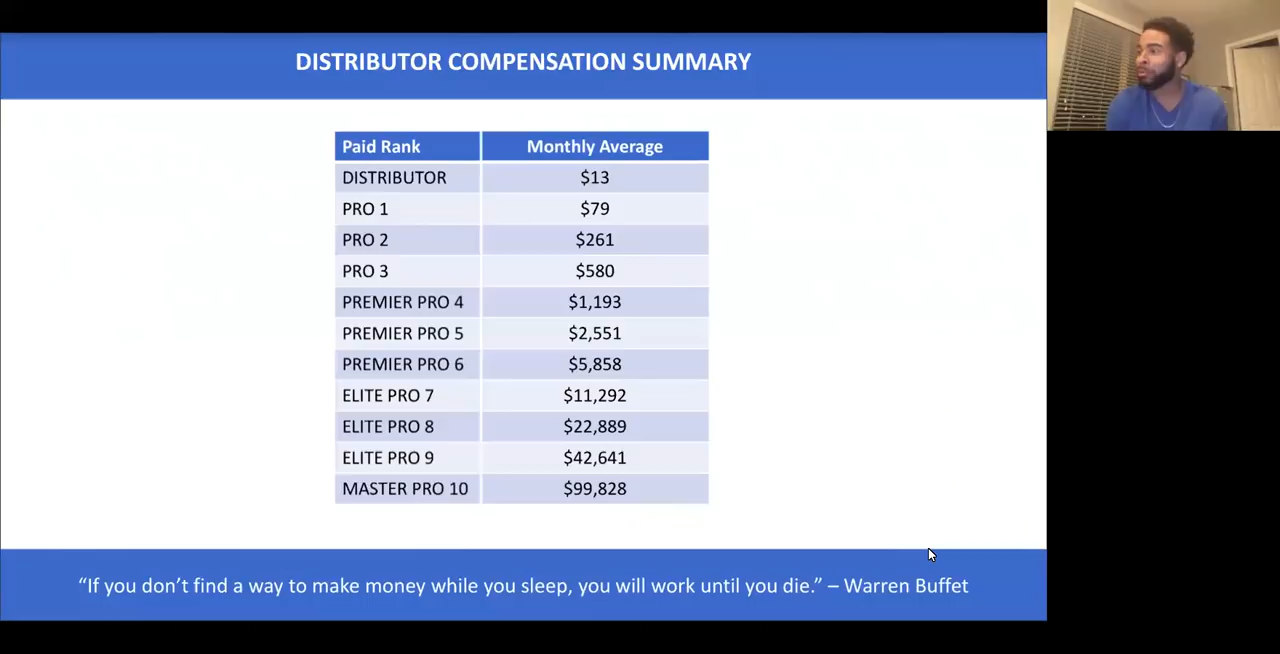 DISTRIBUTOR COMPENSATION SUMMARY
Paid Rank Monthly Average
DISTRIBUTOR $13
PRO 1 $79
PRO 2 $261
PRO 3 $580
PREMIER PRO 4 $1,193
PREMIER PRO 5 $2,551
PREMIER PRO 6 $5,858
ELITE PRO 7 $11,292
ELITE PRO 8 $22,889
ELITE PRO 9 $42,641
MASTER PRO 10 $99,828
“If you don’t find a way to make money while you sleep, you will work until you die.” – Warren Buffet